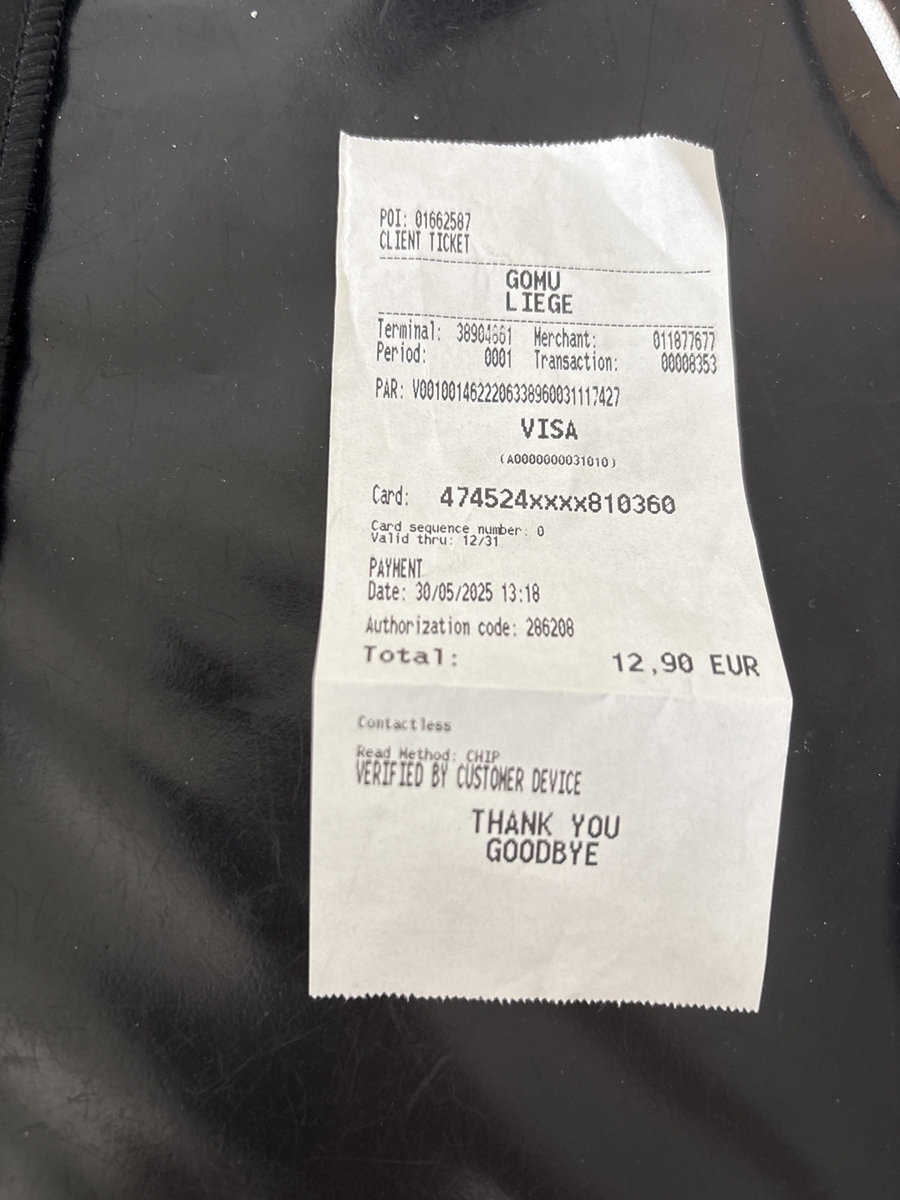 POI: 01662587
CLIENT TICKET
GOMU
LIEGE
Terminal: 38904661 Merchant: 011877677
Period: 0001 Transaction: 00008353
PAR: V0010014622206338960031117427
VISA
(A0000000031010)
Card: 474524xxxx810360
Card sequence number: 0
Valid thru: 12/31
PAYMENT
Date: 30/05/2025 13:18
Authorization code: 286208
Total: 12,90 EUR
Contactless
Read Method: CHIP
VERIFIED BY CUSTOMER DEVICE
THANK YOU
GOODBYE